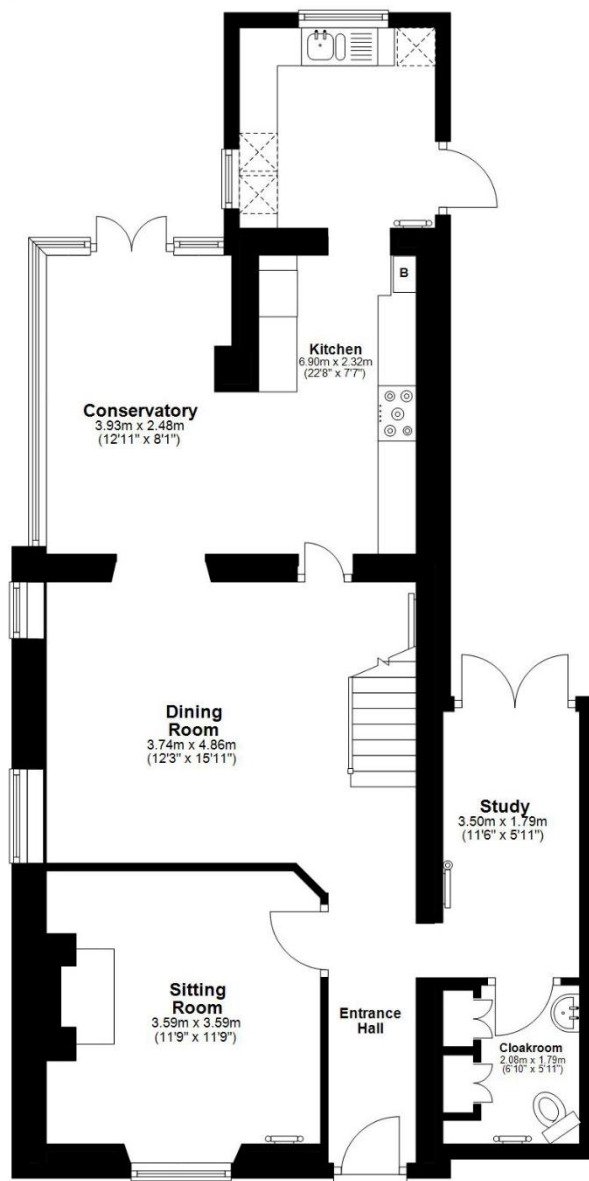 B
Kitchen
6.90m x 2.32m
(22'8" x 7'7")
Conservatory
3.93m x 2.48m
(12'11" x 8'1")
Dining
Room
3.74m x 4.86m
(12'3" x 15'11")
Study
3.50m x 1.79m
(11'6" x 5'11")
Sitting
Room
3.59m x 3.59m
(11'9" x 11'9")
Entrance
Hall
Cloakroom
2.08m x 1.79m
(6'10" x 5'11")